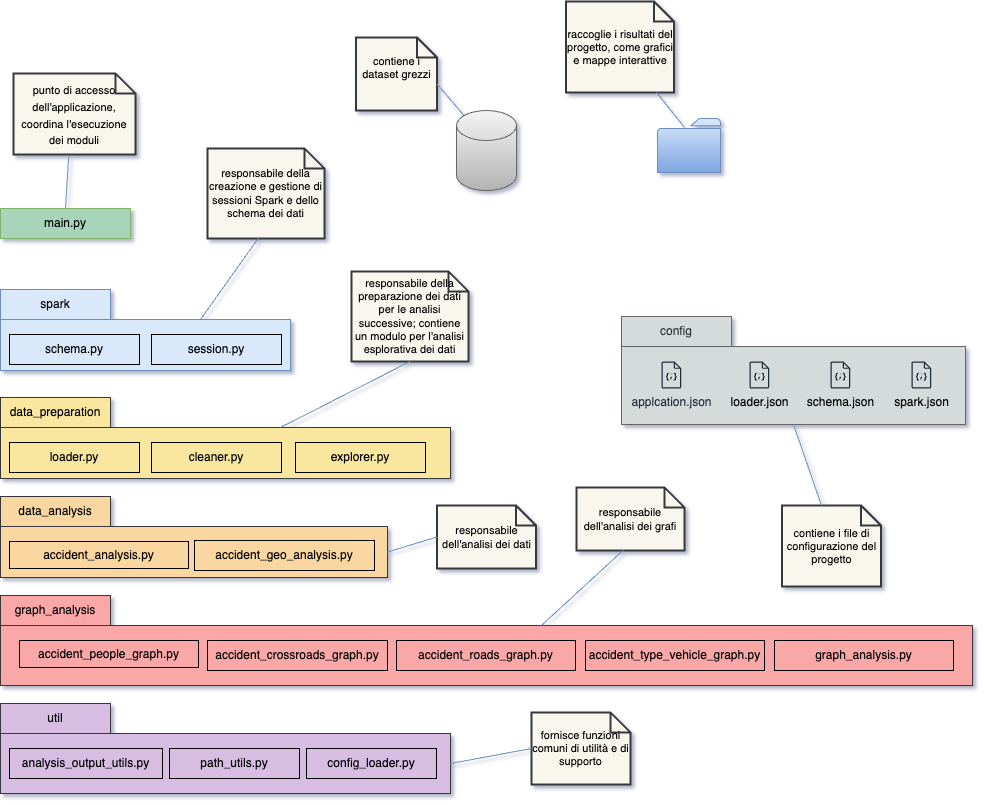 raccoglie i risultati del
progetto, come grafici
e mappe interattive
contiene i
dataset grezzi
punto di accesso
dell'applicazione,
coordina l'esecuzione
dei moduli
responsabile della
creazione e gestione di
sessioni Spark e dello
schema dei dati
main.py
responsabile della
preparazione dei dati
per le analisi
successive; contiene
un modulo per l'analisi
esplorativa dei dati
spark
schema.py
session.py
config
{;}
{;}
{;}
{;}
applcation.json
loader.json
schema.json
spark.json
data_preparation
loader.py
cleaner.py
explorer.py
data_analysis
accident_analysis.py
accident_geo_analysis.py
responsabile
dell'analisi dei dati
responsabile
dell'analisi dei grafi
contiene i file di
configurazione del
progetto
graph_analysis
accident_people_graph.py
accident_crossroads_graph.py
accident_roads_graph.py
accident_type_vehicle_graph.py
graph_analysis.py
util
analysis_output_utils.py
path_utils.py
config_loader.py
fornisce funzioni
comuni di utilità e di
supporto